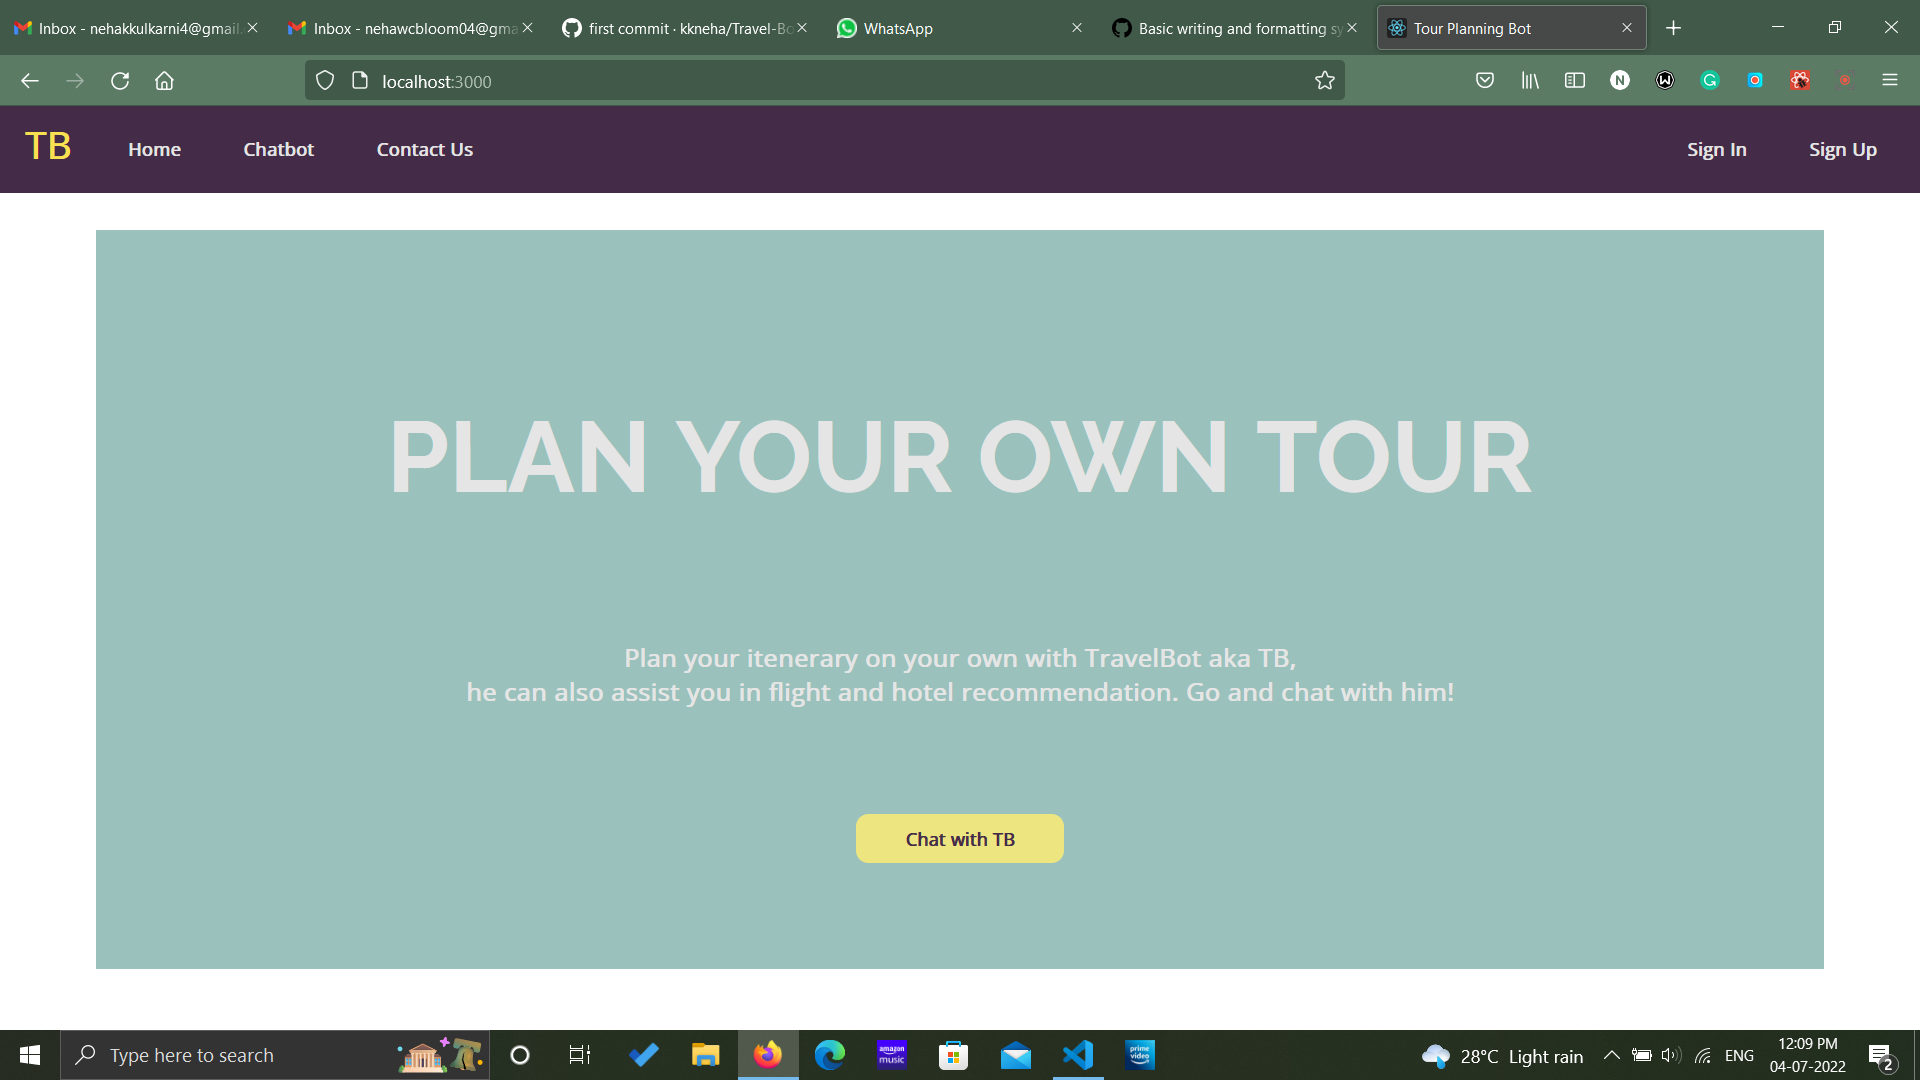 Inbox - nehakkulkarni4@gmail.
Inbox - nehawcbloom04@gma
first commit · kkneha/Travel-Bo
WhatsApp
Basic writing and formatting sy
Tour Planning Bot
localhost:3000
TB
Home
Chatbot
Contact Us
Sign In
Sign Up
PLAN YOUR OWN TOUR
Plan your itenerary on your own with TravelBot aka TB,
he can also assist you in flight and hotel recommendation. Go and chat with him!
Chat with TB
Type here to search
amazon
music
prime
video
28°C Light rain
ENG
12:09 PM
04-07-2022
2